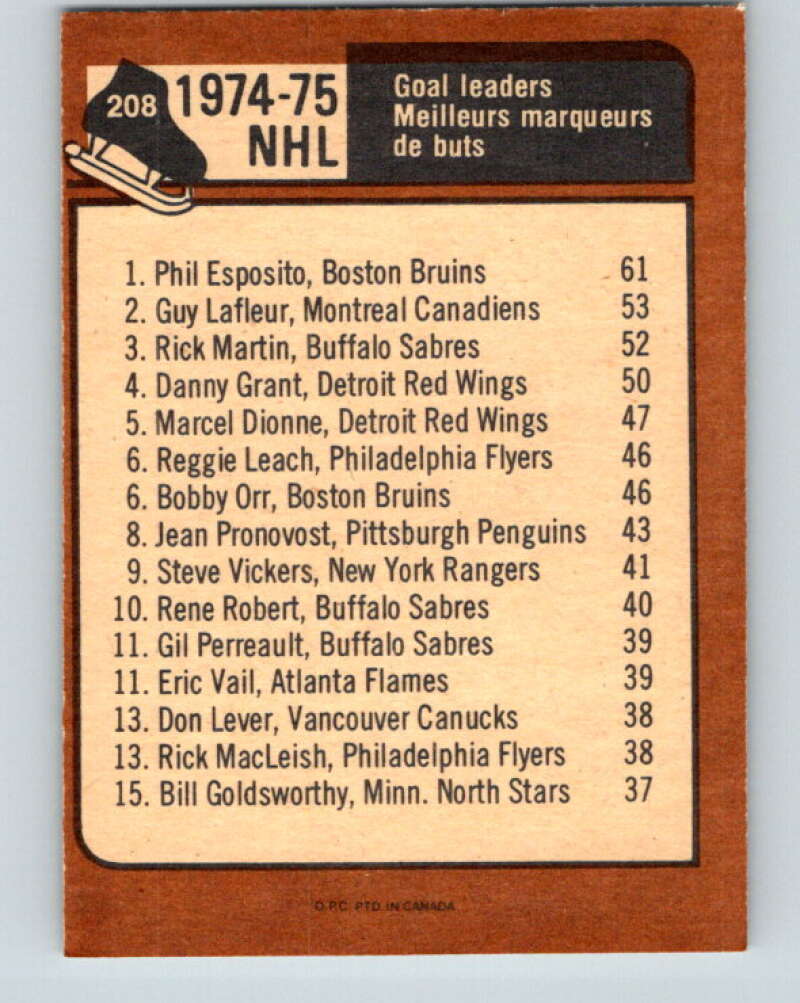 208
1974-75
NHL
Goal leaders
Meilleurs marqueurs
de buts
1. Phil Esposito, Boston Bruins 61
2. Guy Lafleur, Montreal Canadiens 53
3. Rick Martin, Buffalo Sabres 52
4. Danny Grant, Detroit Red Wings 50
5. Marcel Dionne, Detroit Red Wings 47
6. Reggie Leach, Philadelphia Flyers 46
6. Bobby Orr, Boston Bruins 46
8. Jean Pronovost, Pittsburgh Penguins 43
9. Steve Vickers, New York Rangers 41
10. Rene Robert, Buffalo Sabres 40
11. Gil Perreault, Buffalo Sabres 39
11. Eric Vail, Atlanta Flames 39
13. Don Lever, Vancouver Canucks 38
13. Rick MacLeish, Philadelphia Flyers 38
15. Bill Goldsworthy, Minn. North Stars 37
O.P.C. PTD. IN CANADA